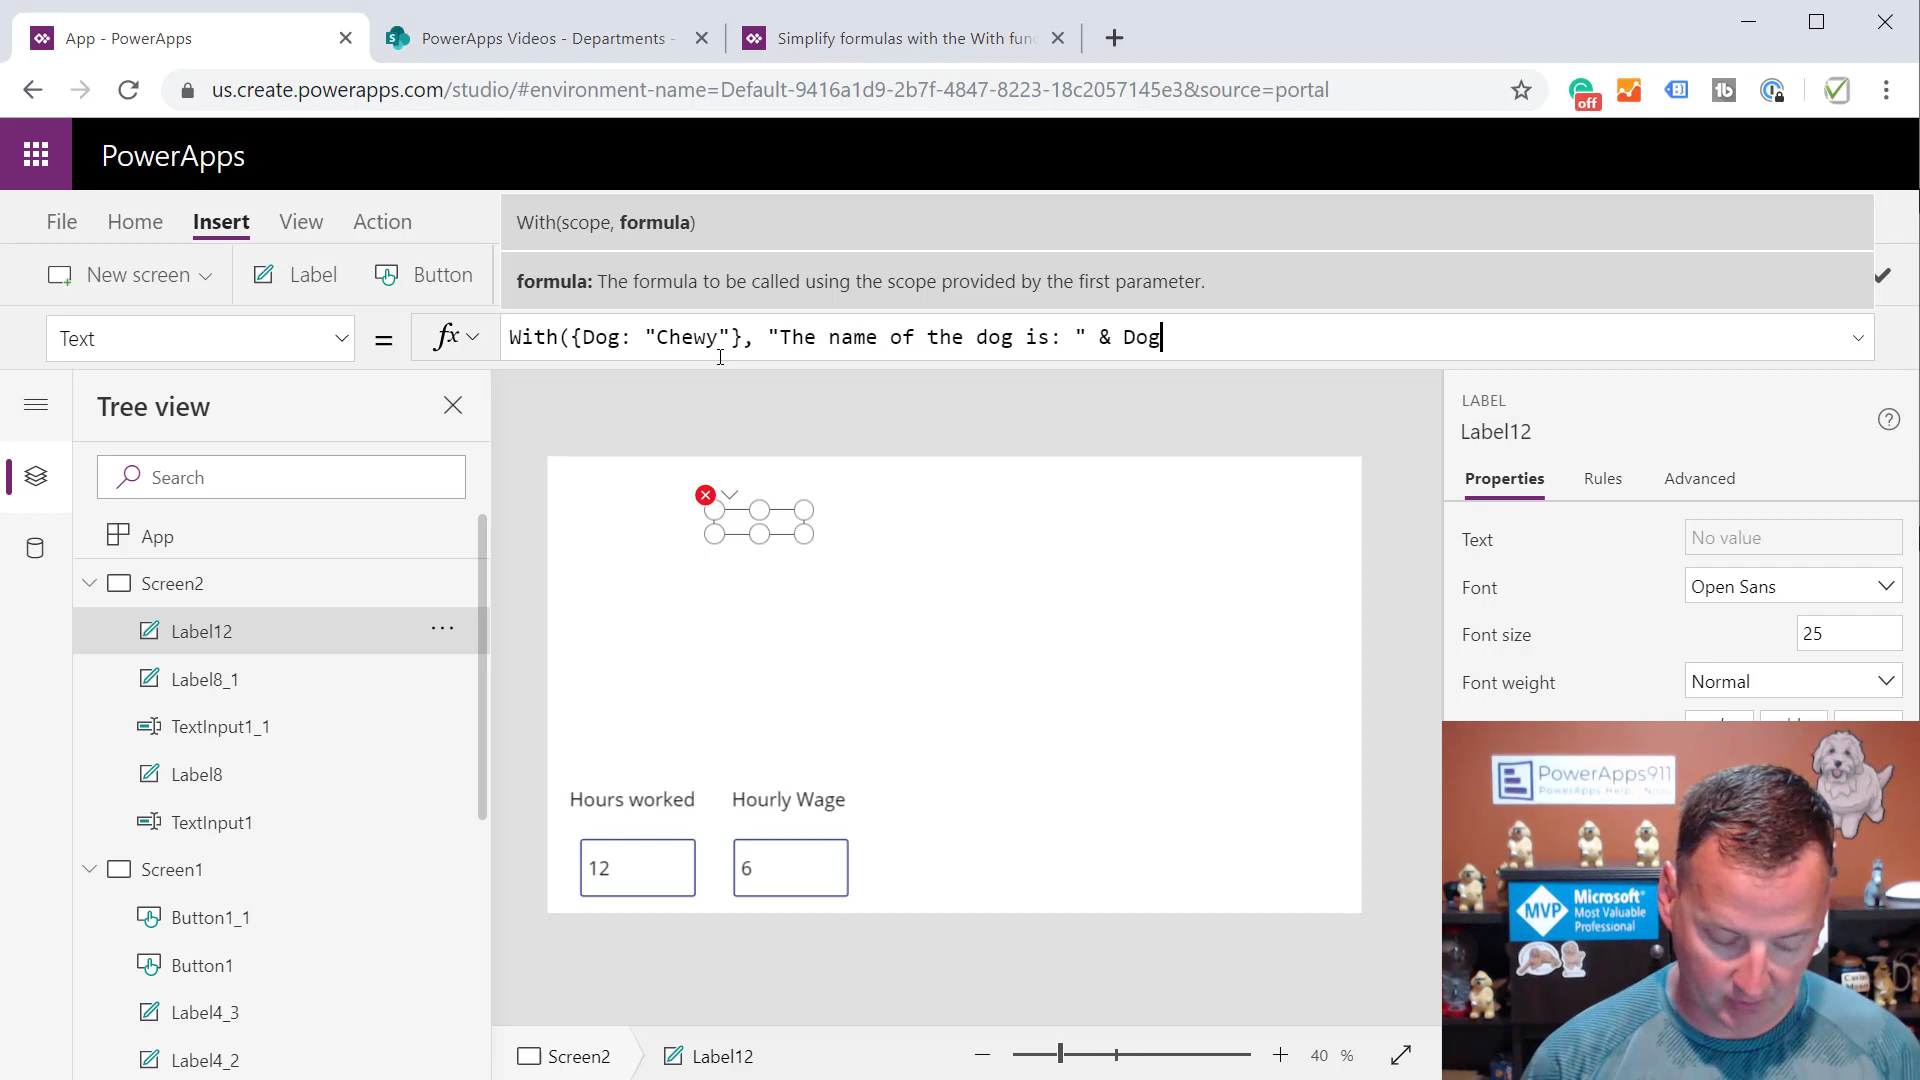 App - PowerApps
PowerApps Videos - Departments -
Simplify formulas with the With func
us.create.powerapps.com/studio/#environment-name=Default-9416a1d9-2b7f-4847-8223-18c2057145e3&source=portal
off
PowerApps
File Home Insert View Action
With(scope, formula)
New screen Label Button
formula: The formula to be called using the scope provided by the first parameter.
Text = fx With({Dog: "Chewy"}, "The name of the dog is: " & Dog
Tree view
Search
App
Screen2
Label12 ...
Label8_1
TextInput1_1
Label8
TextInput1
Screen1
Button1_1
Button1
Label4_3
Label4_2
Hours worked Hourly Wage
12 6
LABEL
Label12
Properties Rules Advanced
Text No value
Font Open Sans
Font size 25
Font weight Normal
PowerApps911
PowerApps Help, Now
MVP Microsoft®
Most Valuable
Professional
Screen2 Label12 40 %